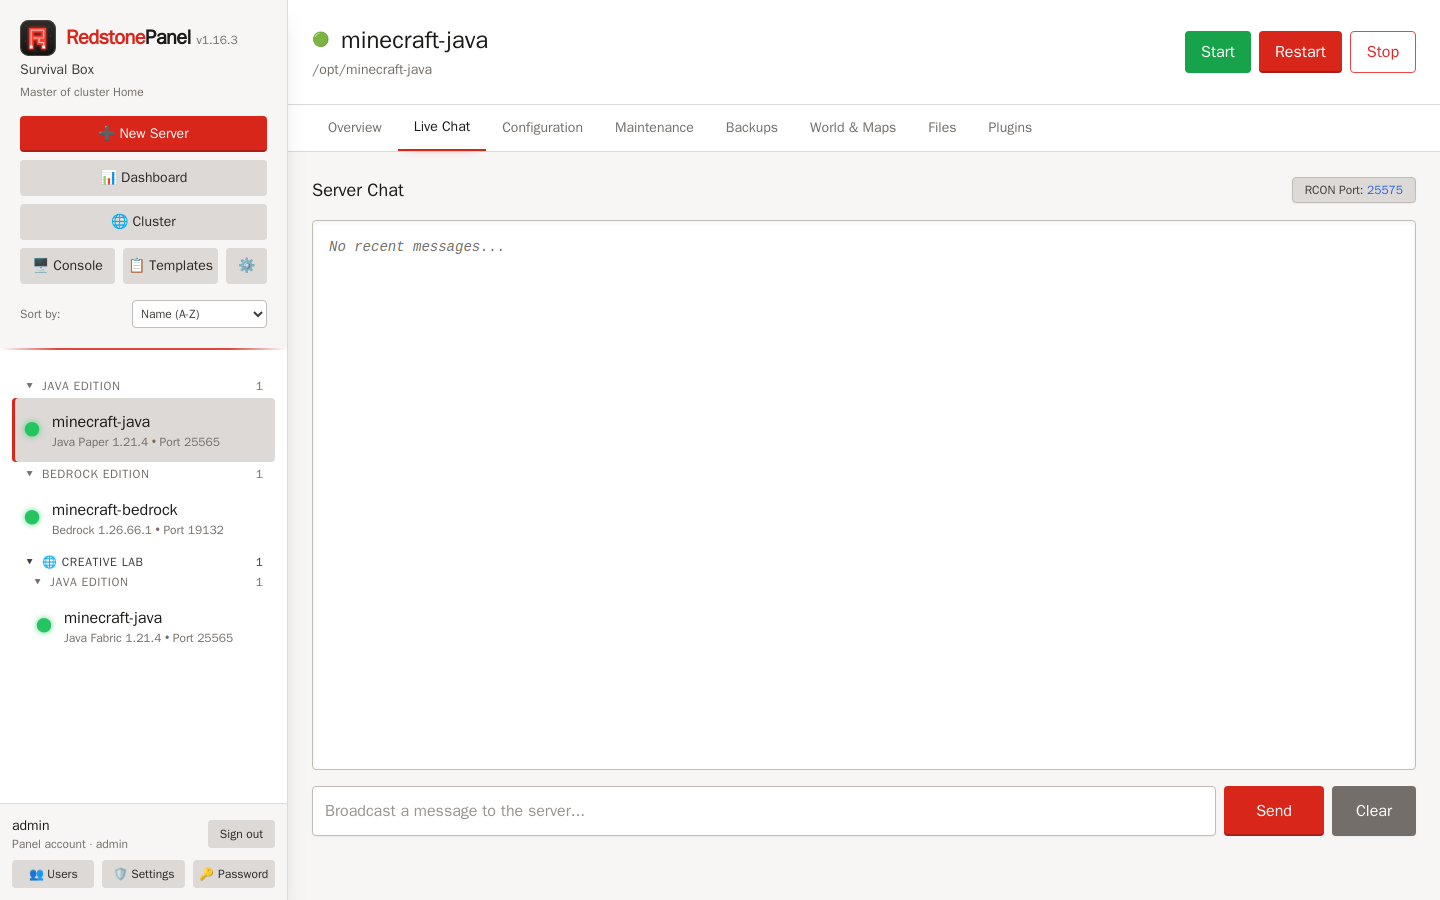 RedstonePanel v1.16.3
Survival Box
Master of cluster Home
➕ New Server
📊 Dashboard
🌐 Cluster
🖥️ Console
📋 Templates
⚙️
Sort by:
Name (A-Z)
▼ JAVA EDITION 1
minecraft-java
Java Paper 1.21.4 • Port 25565
▼ BEDROCK EDITION 1
minecraft-bedrock
Bedrock 1.26.66.1 • Port 19132
▼ 🌐 CREATIVE LAB 1
▼ JAVA EDITION 1
minecraft-java
Java Fabric 1.21.4 • Port 25565
admin
Panel account · admin
Sign out
👥 Users
🛡️ Settings
🔑 Password
minecraft-java
/opt/minecraft-java
Start
Restart
Stop
Overview
Live Chat
Configuration
Maintenance
Backups
World & Maps
Files
Plugins
Server Chat
RCON Port: 25575
No recent messages...
Broadcast a message to the server...
Send
Clear